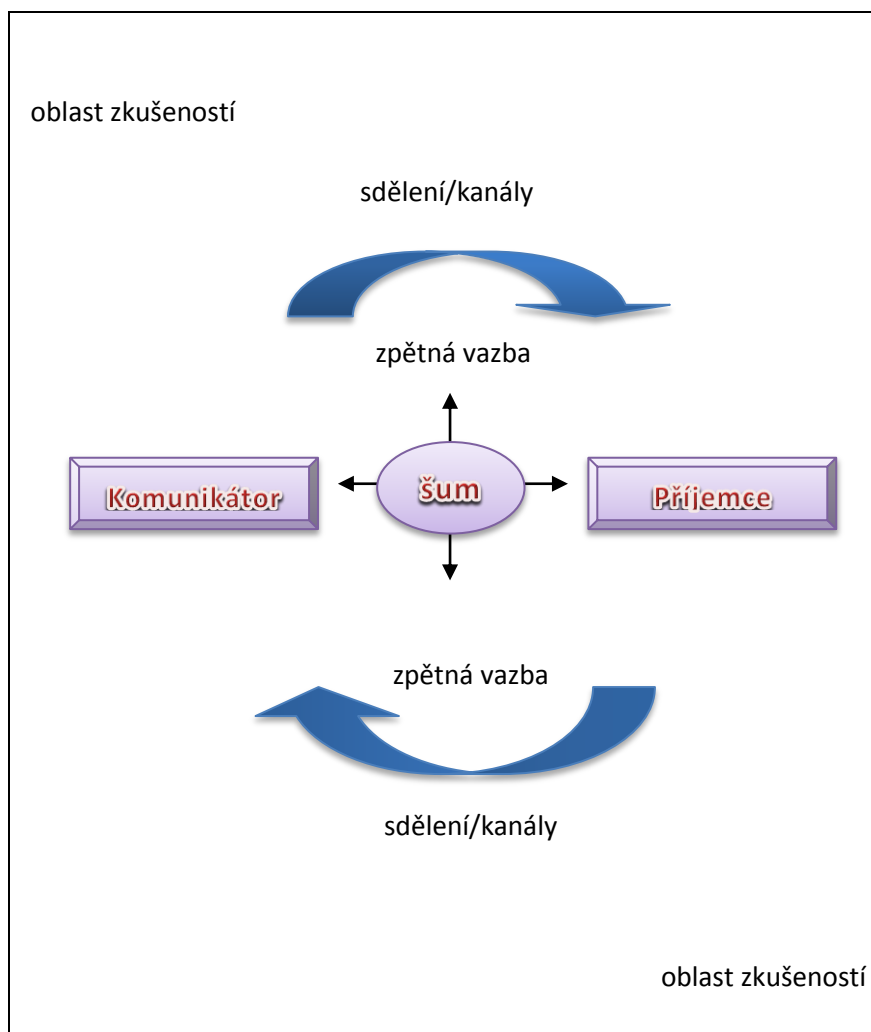 oblast zkušeností
sdělení/kanály
zpětná vazba
Komunikátor
šum
Příjemce
zpětná vazba
sdělení/kanály
oblast zkušeností